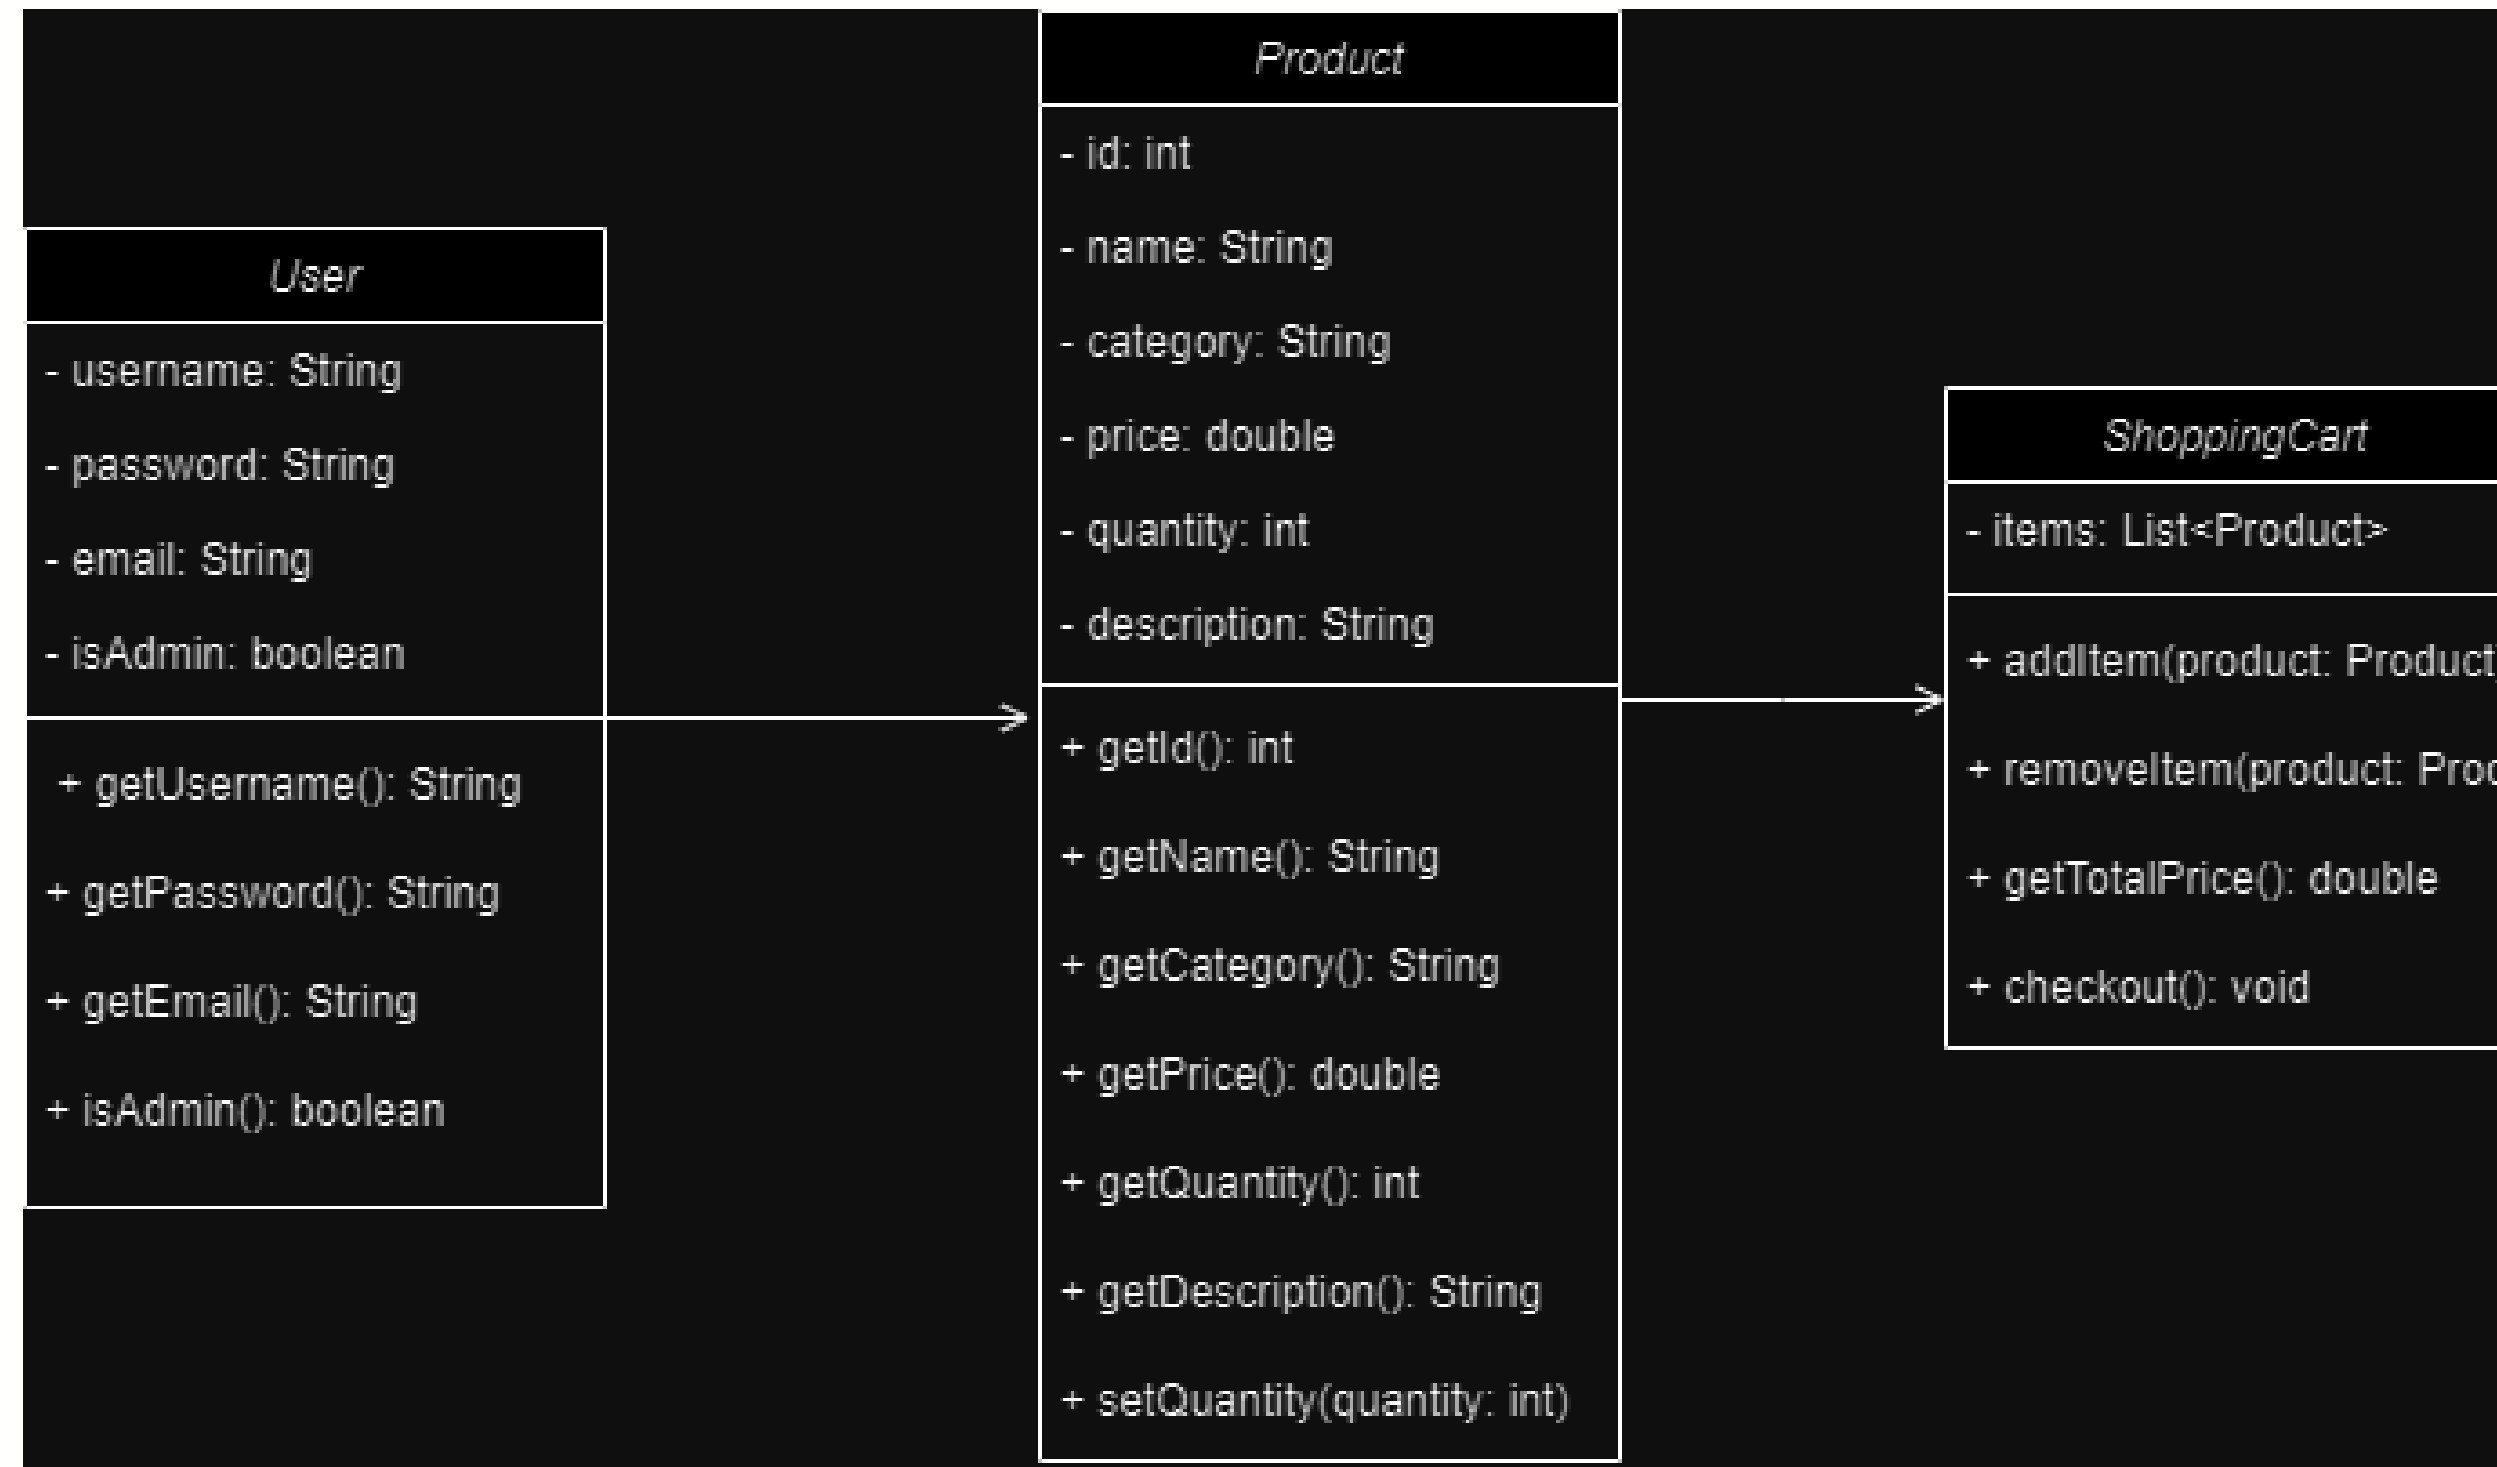 User
- username: String
- password: String
- email: String
- isAdmin: boolean
+ getUsername(): String
+ getPassword(): String
+ getEmail(): String
+ isAdmin(): boolean
Product
- id: int
- name: String
- category: String
- price: double
- quantity: int
- description: String
+ getId(): int
+ getName(): String
+ getCategory(): String
+ getPrice(): double
+ getQuantity(): int
+ getDescription(): String
+ setQuantity(quantity: int)
ShoppingCart
- items: List<Product>
+ addItem(product: Product)
+ removeItem(product:
+ getTotalPrice(): double
+ checkout(): void